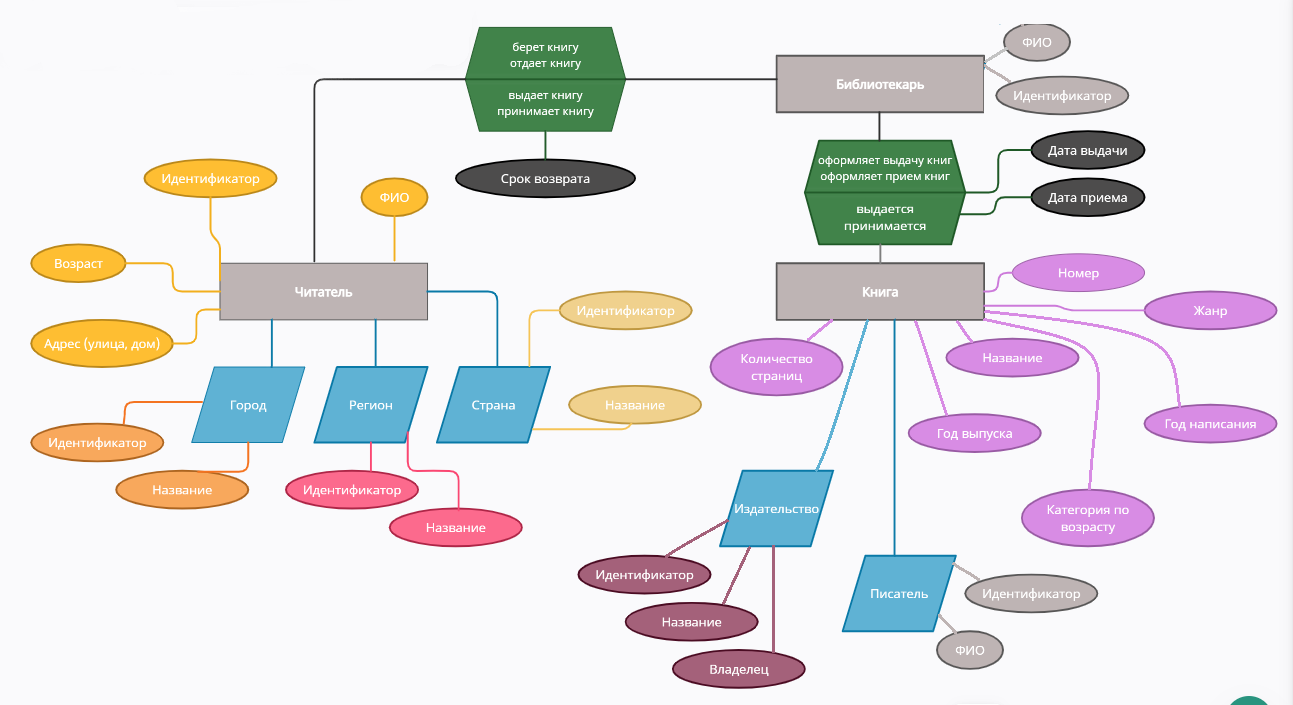 берет книгу
отдает книгу
выдает книгу
принимает книгу
Срок возврата
Библиотекарь
ФИО
Идентификатор
оформляет выдачу книг
оформляет прием книг
выдается
принимается
Дата выдачи
Дата приема
Идентификатор
ФИО
Возраст
Адрес (улица, дом)
Читатель
Город
Идентификатор
Название
Регион
Идентификатор
Название
Страна
Идентификатор
Название
Книга
Номер
Жанр
Количество
страниц
Название
Год выпуска
Год написания
Категория по
возрасту
Издательство
Идентификатор
Название
Владелец
Писатель
Идентификатор
ФИО